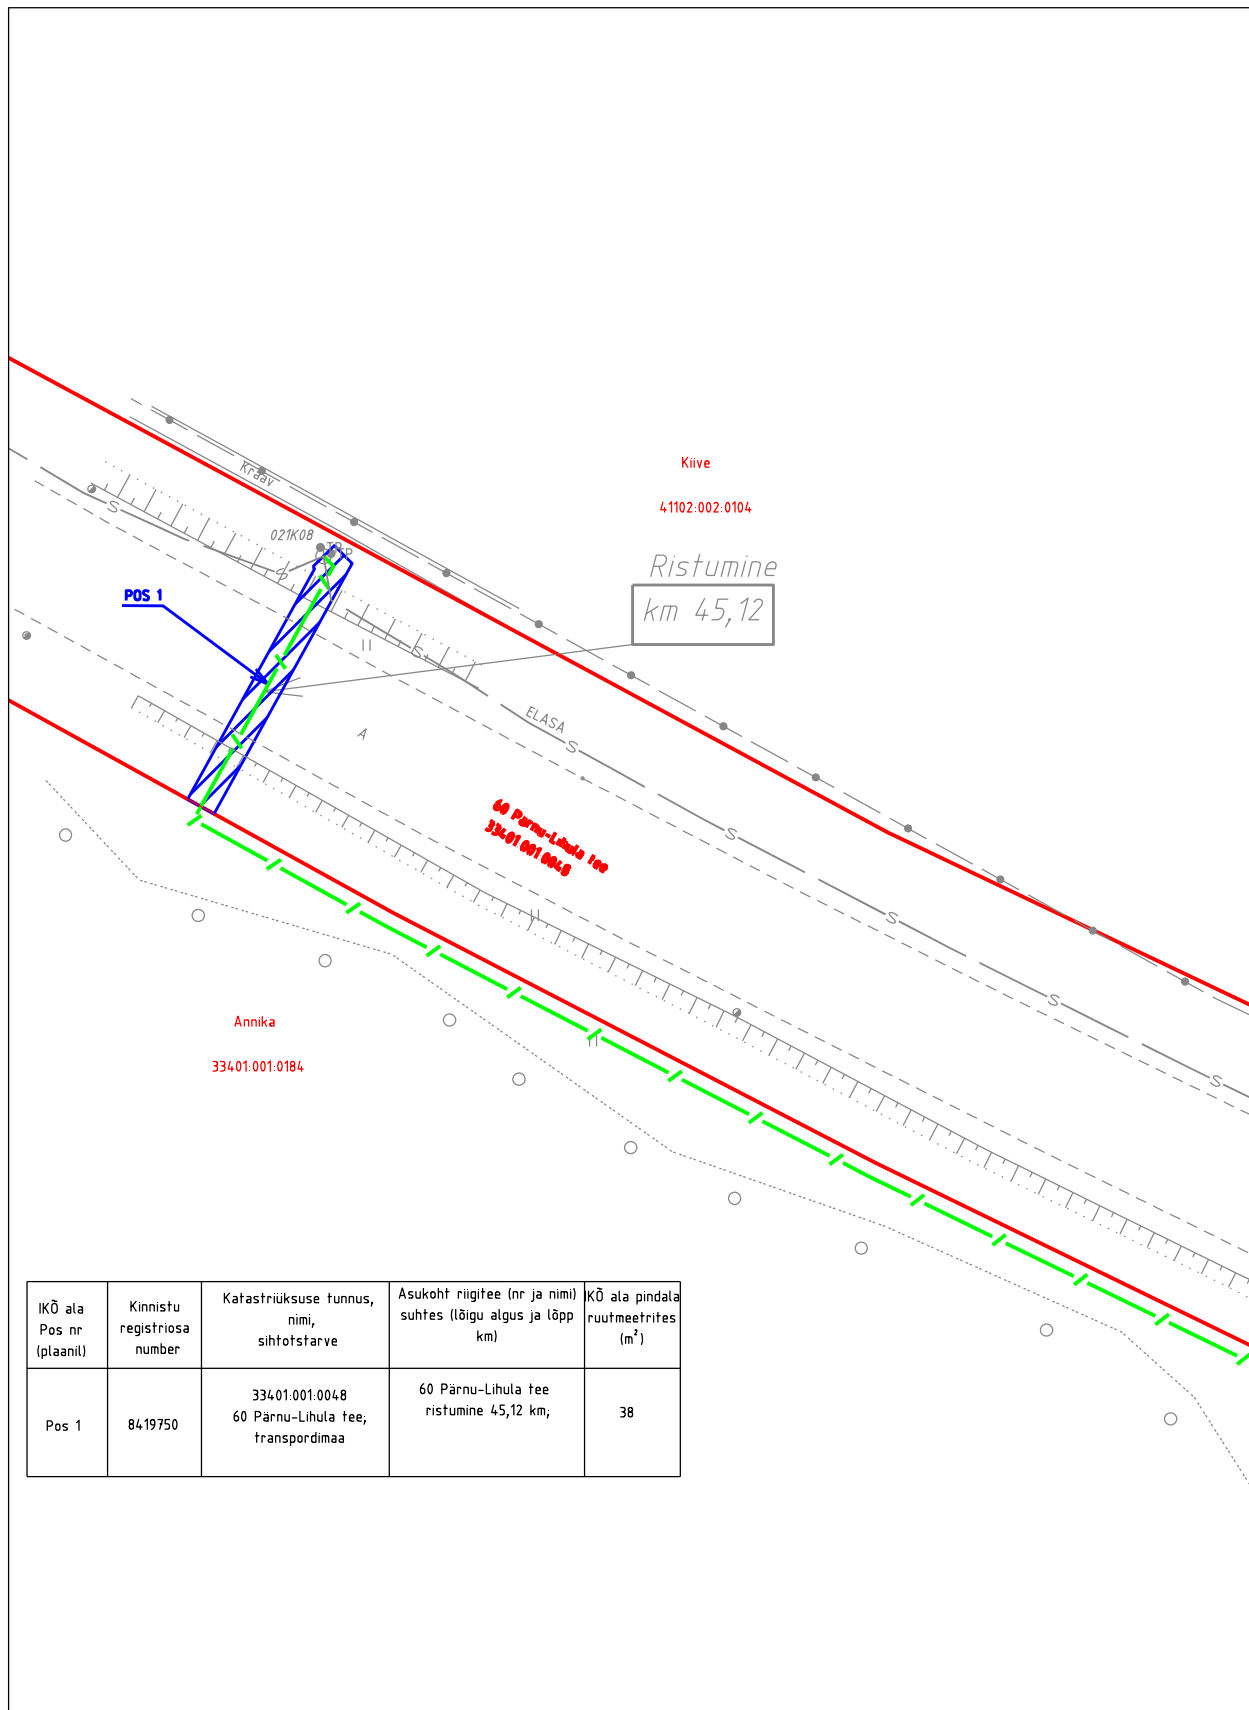 Kiive
41102:002:0104
Kraav
021K08
Ristumine
km 45,12
POS 1
ELASA
A
60 Pärnu-Lihula tee
33401:001:0048
Annika
33401:001:0184
IKÕ ala
Pos nr
(plaanil)
Kinnistu
registriosa
number
Katastriüksuse tunnus,
nimi,
sihtotstarve
Asukoht riigitee (nr ja nimi)
suhtes (lõigu algus ja lõpp
km)
IKÕ ala pindala
ruutmeetrites
(m²)
Pos 1
8419750
33401:001:0048
60 Pärnu-Lihula tee;
transpordimaa
60 Pärnu-Lihula tee
ristumine 45,12 km;
38